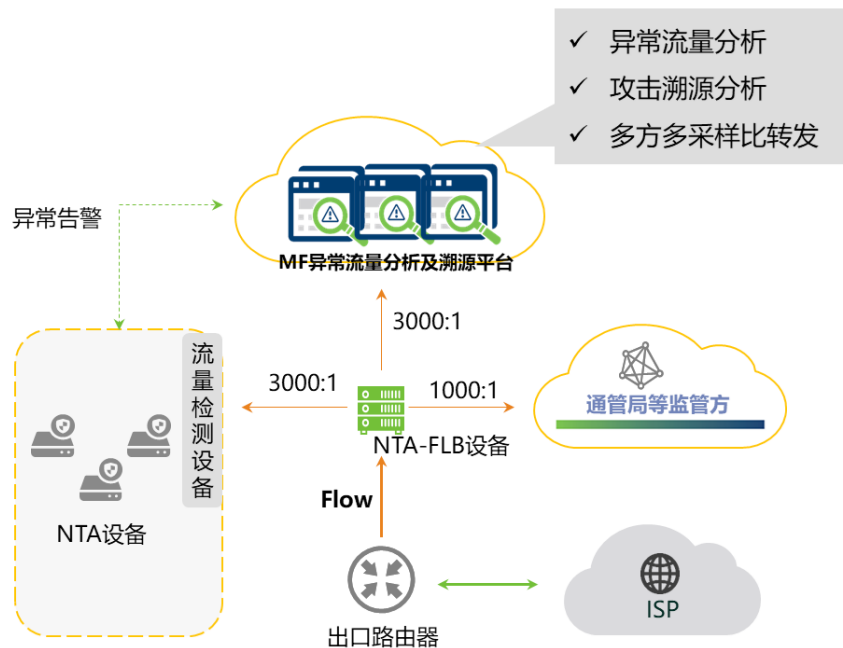 ✓ 异常流量分析
✓ 攻击溯源分析
✓ 多方多采样比转发
异常告警
MF异常流量分析及溯源平台
3000:1
流量检测设备
3000:1
1000:1
通管局等监管方
NTA-FLB设备
NTA设备
Flow
ISP
出口路由器